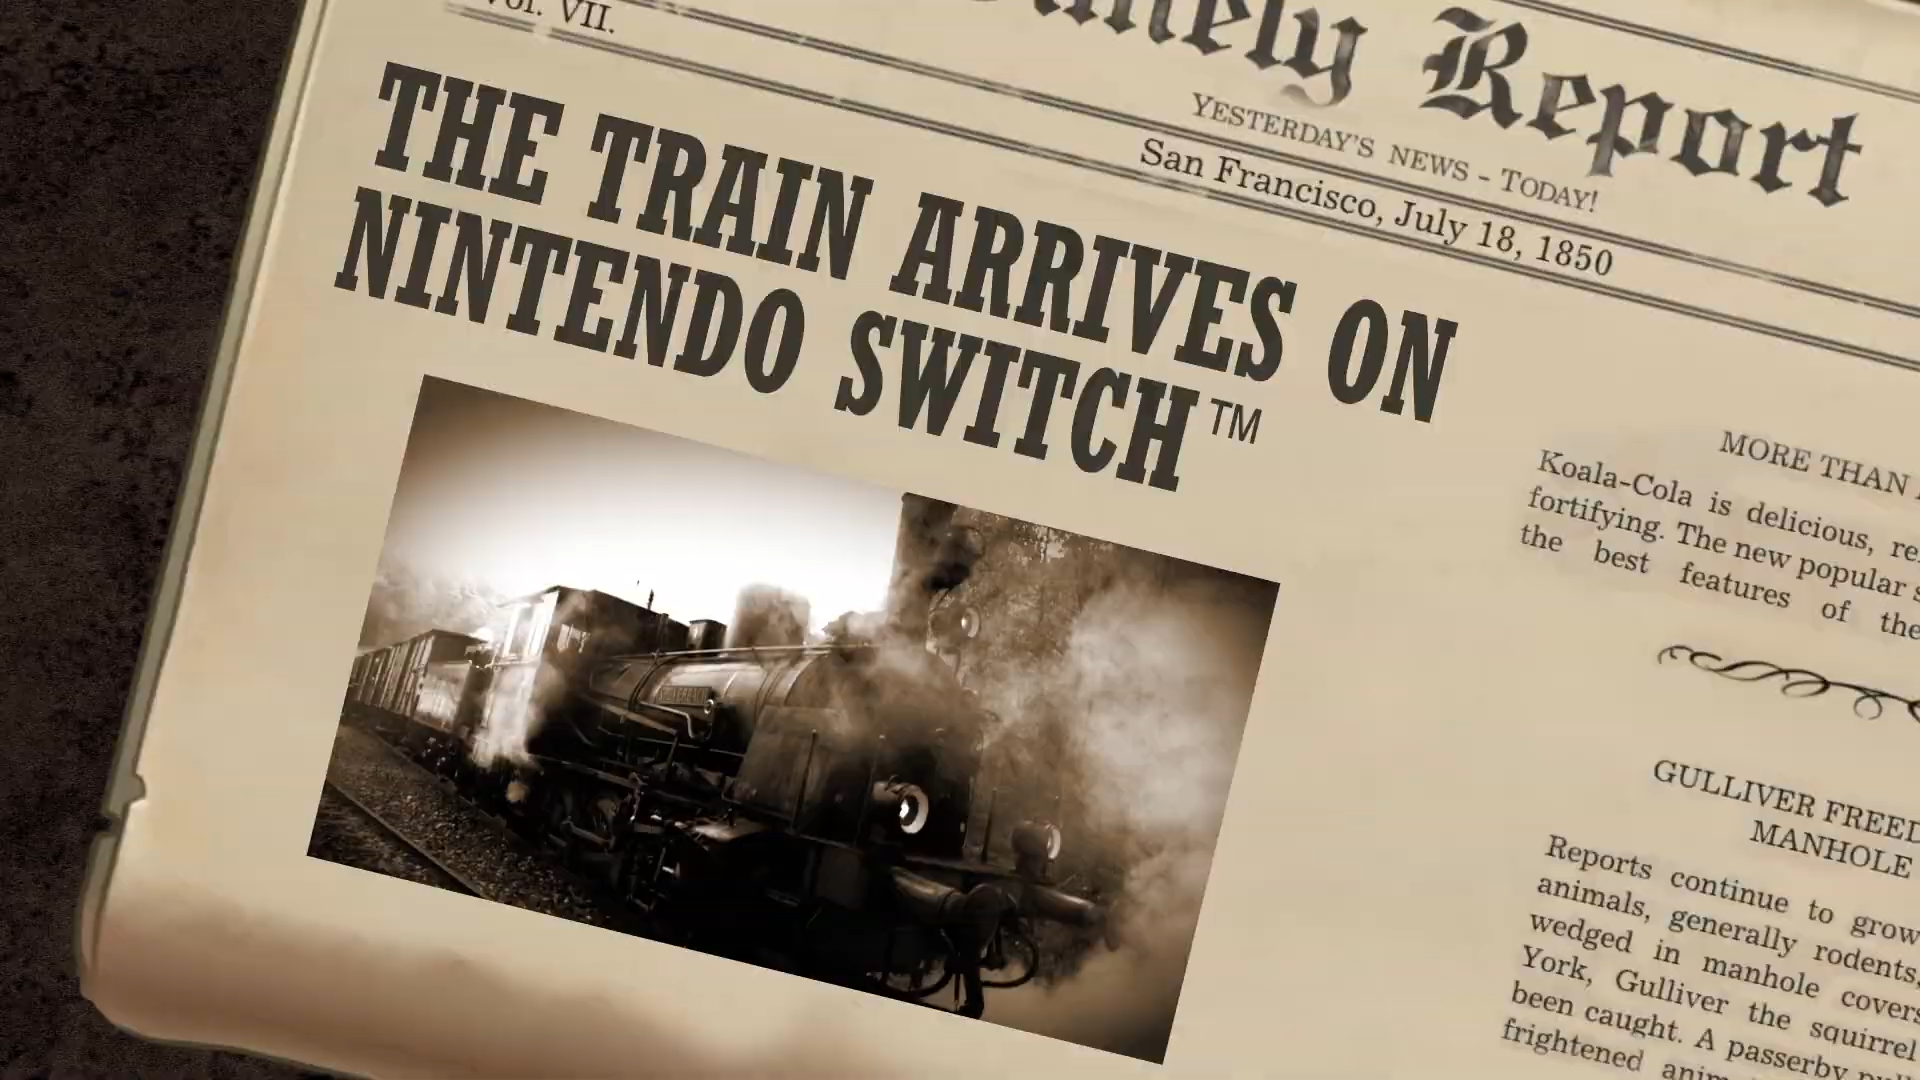 Vol. VII.
Report
YESTERDAY'S NEWS - TODAY!
San Francisco, July 18, 1850
THE TRAIN ARRIVES ON
NINTENDO SWITCH™
MORE THAN
Koala-Cola is delicious,
fortifying. The new popular
the best features of the
GULLIVER
MANHOLE
Reports continue to grow
animals, generally rodents,
wedged in manhole covers
York, Gulliver the squirrel
been caught. A passerby
frightened